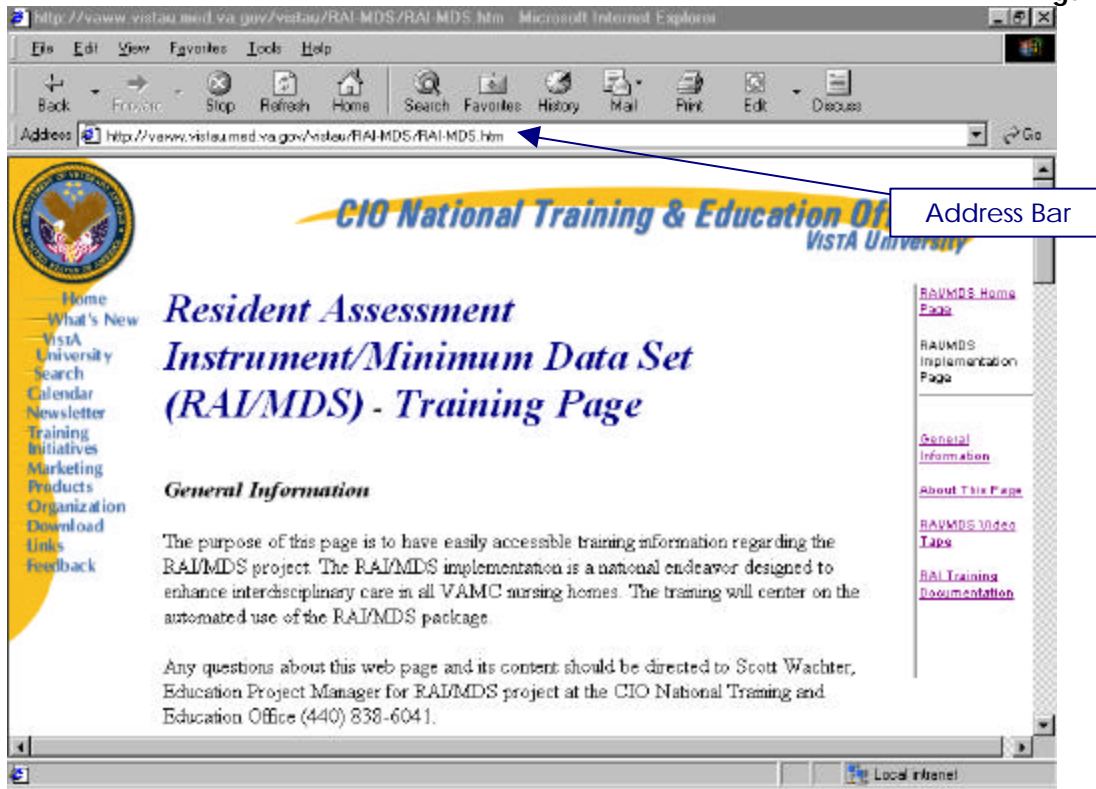 http://vaww.vistau.med.va.gov/vistau/RAI-MDS/RAI-MDS.htm - Microsoft Internet Explorer
File Edit View Favorites Tools Help
Back Forward Stop Refresh Home Search Favorites History Mail Print Edit Discuss
Address http://vaww.vistau.med.va.gov/vistau/RAI-MDS/RAI-MDS.htm Go
Address Bar
CIO National Training & Education Of
VISTA University
Home
What's New
VISTA
University
Search
Calendar
Newsletter
Training
Initiatives
Marketing
Products
Organization
Download
Links
Feedback
Resident Assessment
Instrument/Minimum Data Set
(RAI/MDS) - Training Page
General Information
The purpose of this page is to have easily accessible training information regarding the
RAI/MDS project. The RAI/MDS implementation is a national endeavor designed to
enhance interdisciplinary care in all VAMC nursing homes. The training will center on the
automated use of the RAI/MDS package.
Any questions about this web page and its content should be directed to Scott Wachter,
Education Project Manager for RAI/MDS project at the CIO National Training and
Education Office (440) 838-6041.
RAI/MDS Home
Page
RAI/MDS
Implementation
Page
General
Information
About This Page
RAI/MDS Video
Tape
RAI Training
Documentation
Local intranet